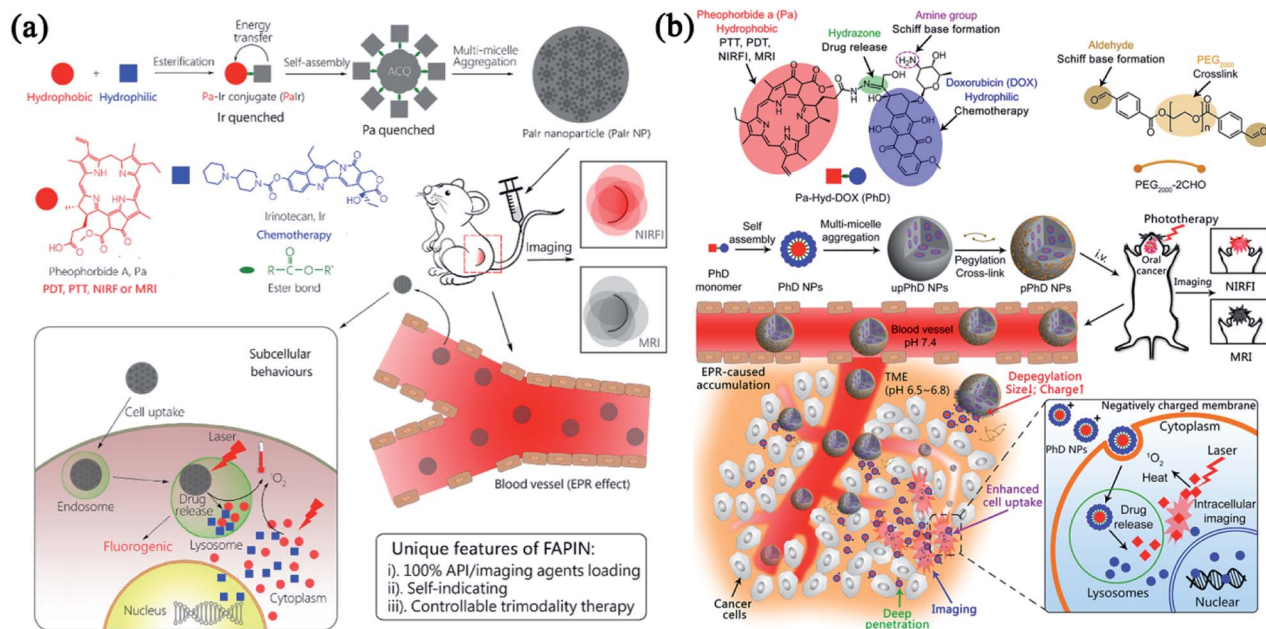 (a)
Energy
transfer
Esterification
Self-assembly
Multi-micelle
Aggregation
ACQ
+
Hydrophobic
Hydrophilic
Pa-Ir conjugate (PaIr)
Ir quenched
Pa quenched
PaIr nanoparticle (PaIr NP)
Irinotecan, Ir
Chemotherapy
Pheophorbide A, Pa
PDT, PTT, NIRF or MRI
Ester bond
Imaging
NIRFI
MRI
Subcellular
behaviours
Cell uptake
Laser
¹O₂
Endosome
Drug
release
Lysosome
Fluorogenic
Cytoplasm
Nucleus
Blood vessel (EPR effect)
Unique features of FAPIN:
i). 100% API/imaging agents loading
ii). Self-indicating
iii). Controllable trimodality therapy
(b)
Pheophorbide a (Pa)
Hydrophobic
PTT, PDT,
NIRFI, MRI
Hydrazone
Drug release
Amine group
Schiff base formation
Doxorubicin (DOX)
Hydrophilic
Chemotherapy
Pa-Hyd-DOX (PhD)
Aldehyde
Schiff base formation
PEG₂₀₀₀
Crosslink
PEG₂₀₀₀-2CHO
Self
assembly
Multi-micelle
aggregation
Pegylation
Cross-link
i.v.
PhD
monomer
PhD NPs
upPhD NPs
pPhD NPs
Phototherapy
Oral
cancer
Imaging
NIRFI
MRI
Blood vessel
pH 7.4
EPR-caused
accumulation
TME
(pH 6.5~6.8)
Depegylation
Size↓; Charge↑
Enhanced
cell uptake
Cancer
cells
Deep
penetration
Imaging
Negatively charged membrane
Cytoplasm
PhD NPs
¹O₂
Heat
Laser
Drug
release
Intracellular
imaging
Lysosomes
Nuclear